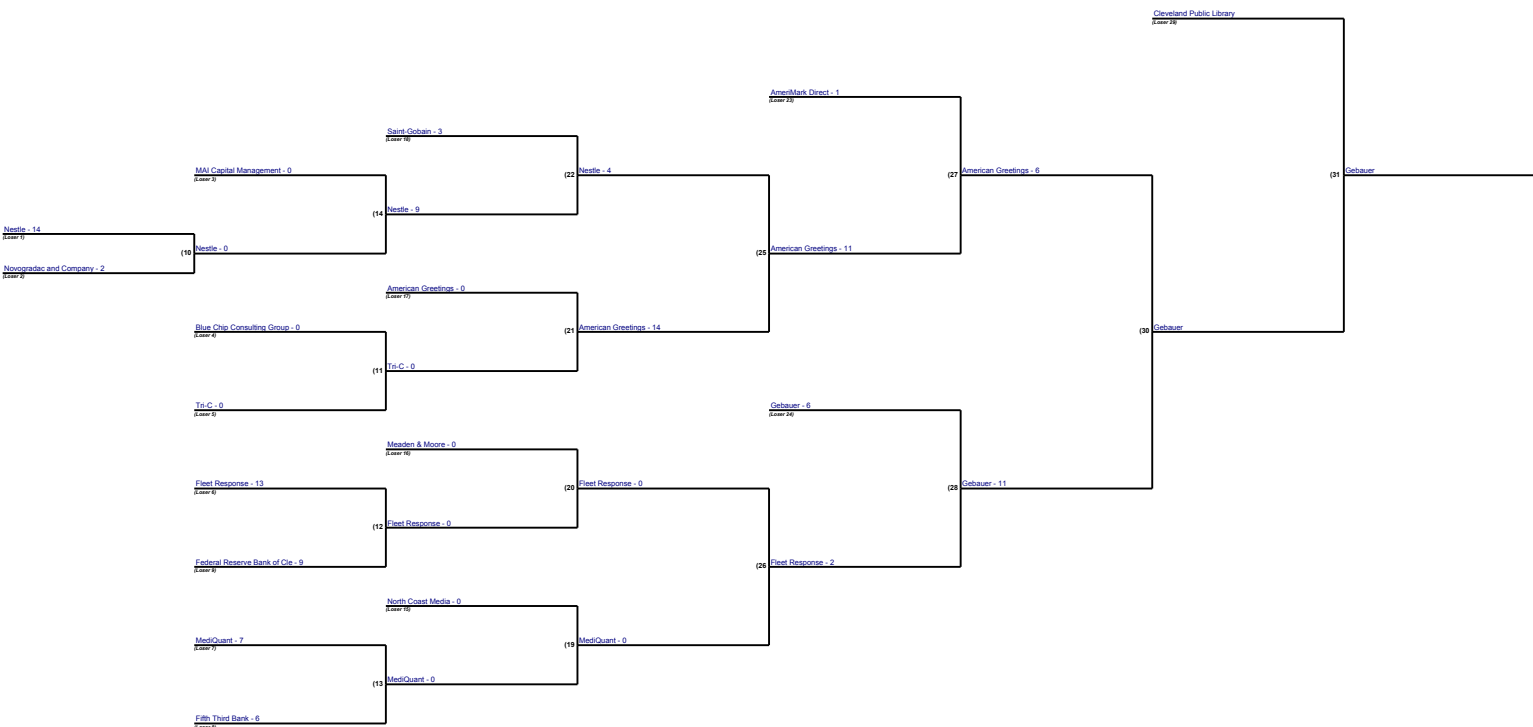 Cleveland Public Library
(Loser 29)
AmeriMark Direct - 1
(Loser 23)
Saint-Gobain - 3
(Loser 18)
MAI Capital Management - 0
(Loser 3)
(22 Nestle - 4
(27 American Greetings - 6
(31 Gebauer
(14 Nestle - 9
Nestle - 14
(Loser 1)
(10 Nestle - 0
(25 American Greetings - 11
Novogradac and Company - 2
(Loser 2)
American Greetings - 0
(Loser 17)
Blue Chip Consulting Group - 0
(Loser 4)
(21 American Greetings - 14
(30 Gebauer
(11 Tri-C - 0
Tri-C - 0
(Loser 5)
Gebauer - 6
(Loser 24)
Meaden & Moore - 0
(Loser 16)
Fleet Response - 13
(Loser 6)
(20 Fleet Response - 0
(28 Gebauer - 11
(12 Fleet Response - 0
Federal Reserve Bank of Cle - 9
(Loser 9)
(26 Fleet Response - 2
North Coast Media - 0
(Loser 15)
MediQuant - 7
(Loser 7)
(19 MediQuant - 0
(13 MediQuant - 0
Fifth Third Bank - 6